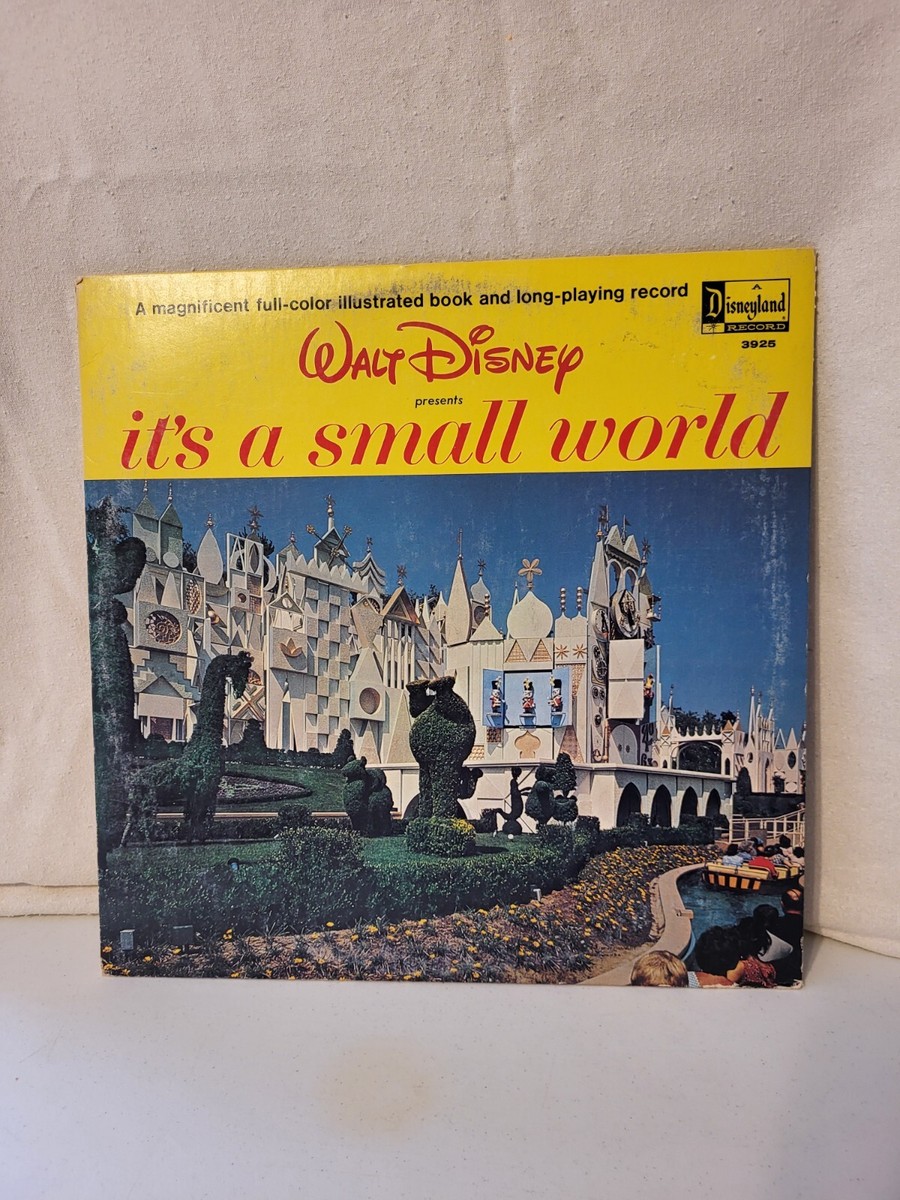 A magnificent full-color illustrated book and long-playing record
A
Disneyland
RECORD
3925
WALT DISNEY
presents
it's a small world